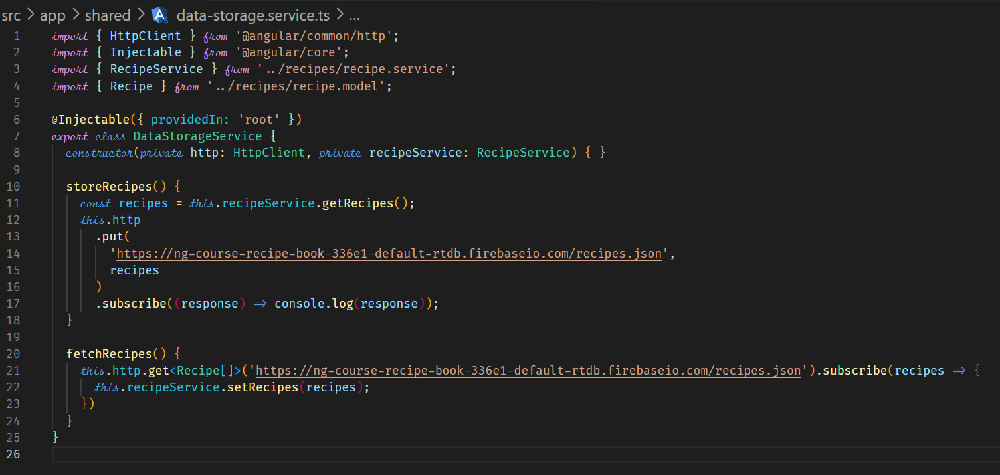 src > app > shared > data-storage.service.ts > ...
1 import { HttpClient } from '@angular/common/http';
2 import { Injectable } from '@angular/core';
3 import { RecipeService } from '../recipes/recipe.service';
4 import { Recipe } from '../recipes/recipe.model';
5
6 @Injectable({ providedIn: 'root' })
7 export class DataStorageService {
8   constructor(private http: HttpClient, private recipeService: RecipeService) { }
9
10   storeRecipes() {
11     const recipes = this.recipeService.getRecipes();
12     this.http
13       .put(
14         'https://ng-course-recipe-book-336e1-default-rtdb.firebaseio.com/recipes.json',
15         recipes
16       )
17       .subscribe((response) => console.log(response));
18   }
19
20   fetchRecipes() {
21     this.http.get<Recipe[]>('https://ng-course-recipe-book-336e1-default-rtdb.firebaseio.com/recipes.json').subscribe(recipes => {
22       this.recipeService.setRecipes(recipes);
23     })
24   }
25 }
26